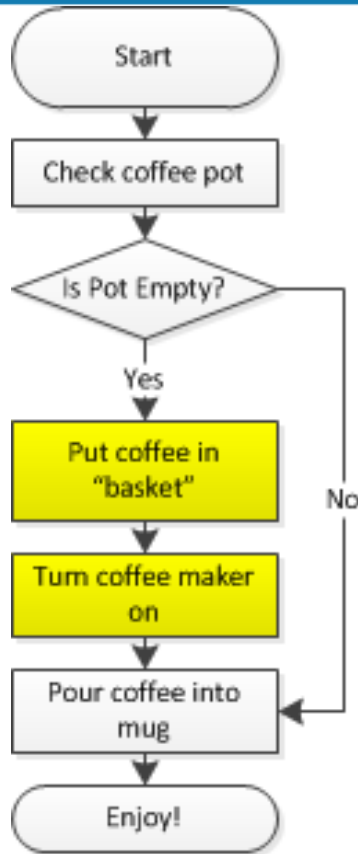 Start
Check coffee pot
Is Pot Empty?
Yes
Put coffee in
“basket”
No
Turn coffee maker
on
Pour coffee into
mug
Enjoy!